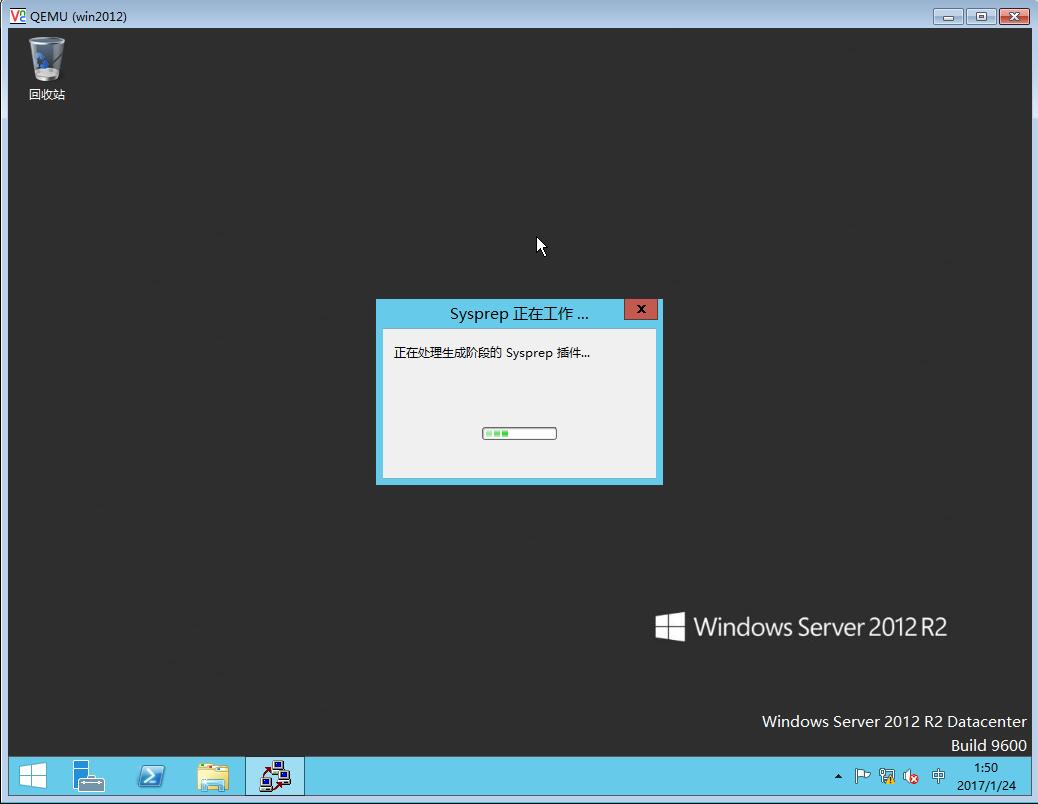 QEMU (win2012)
回收站
Sysprep 正在工作 ...
正在处理生成阶段的 Sysprep 插件...
Windows Server 2012 R2
Windows Server 2012 R2 Datacenter
Build 9600
中
1:50
2017/1/24